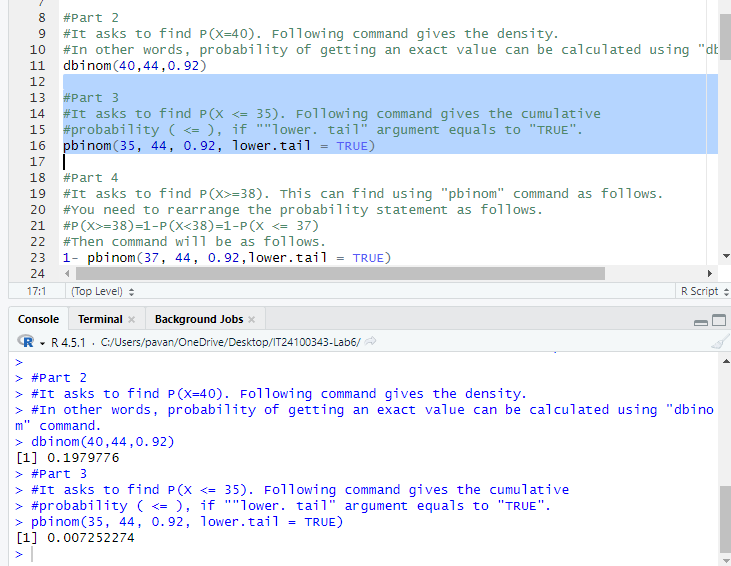 8 #Part 2
9 #It asks to find P(X=40). Following command gives the density.
10 #In other words, probability of getting an exact value can be calculated using "db
11 dbinom(40,44,0.92)
12
13 #Part 3
14 #It asks to find P(X <= 35). Following command gives the cumulative
15 #probability ( <= ), if ""lower. tail" argument equals to "TRUE".
16 pbinom(35, 44, 0.92, lower.tail = TRUE)
17
18 #Part 4
19 #It asks to find P(X>=38). This can find using "pbinom" command as follows.
20 #You need to rearrange the probability statement as follows.
21 #P(X>=38)=1-P(X<38)=1-P(X <= 37)
22 #Then command will be as follows.
23 1- pbinom(37, 44, 0.92,lower.tail = TRUE)
24
17:1 (Top Level) R Script
Console Terminal Background Jobs
R 4.5.1 · C:/Users/pavan/OneDrive/Desktop/IT24100343-Lab6/
>
> #Part 2
> #It asks to find P(X=40). Following command gives the density.
> #In other words, probability of getting an exact value can be calculated using "dbino
m" command.
> dbinom(40,44,0.92)
[1] 0.1979776
> #Part 3
> #It asks to find P(X <= 35). Following command gives the cumulative
> #probability ( <= ), if ""lower. tail" argument equals to "TRUE".
> pbinom(35, 44, 0.92, lower.tail = TRUE)
[1] 0.007252274
>